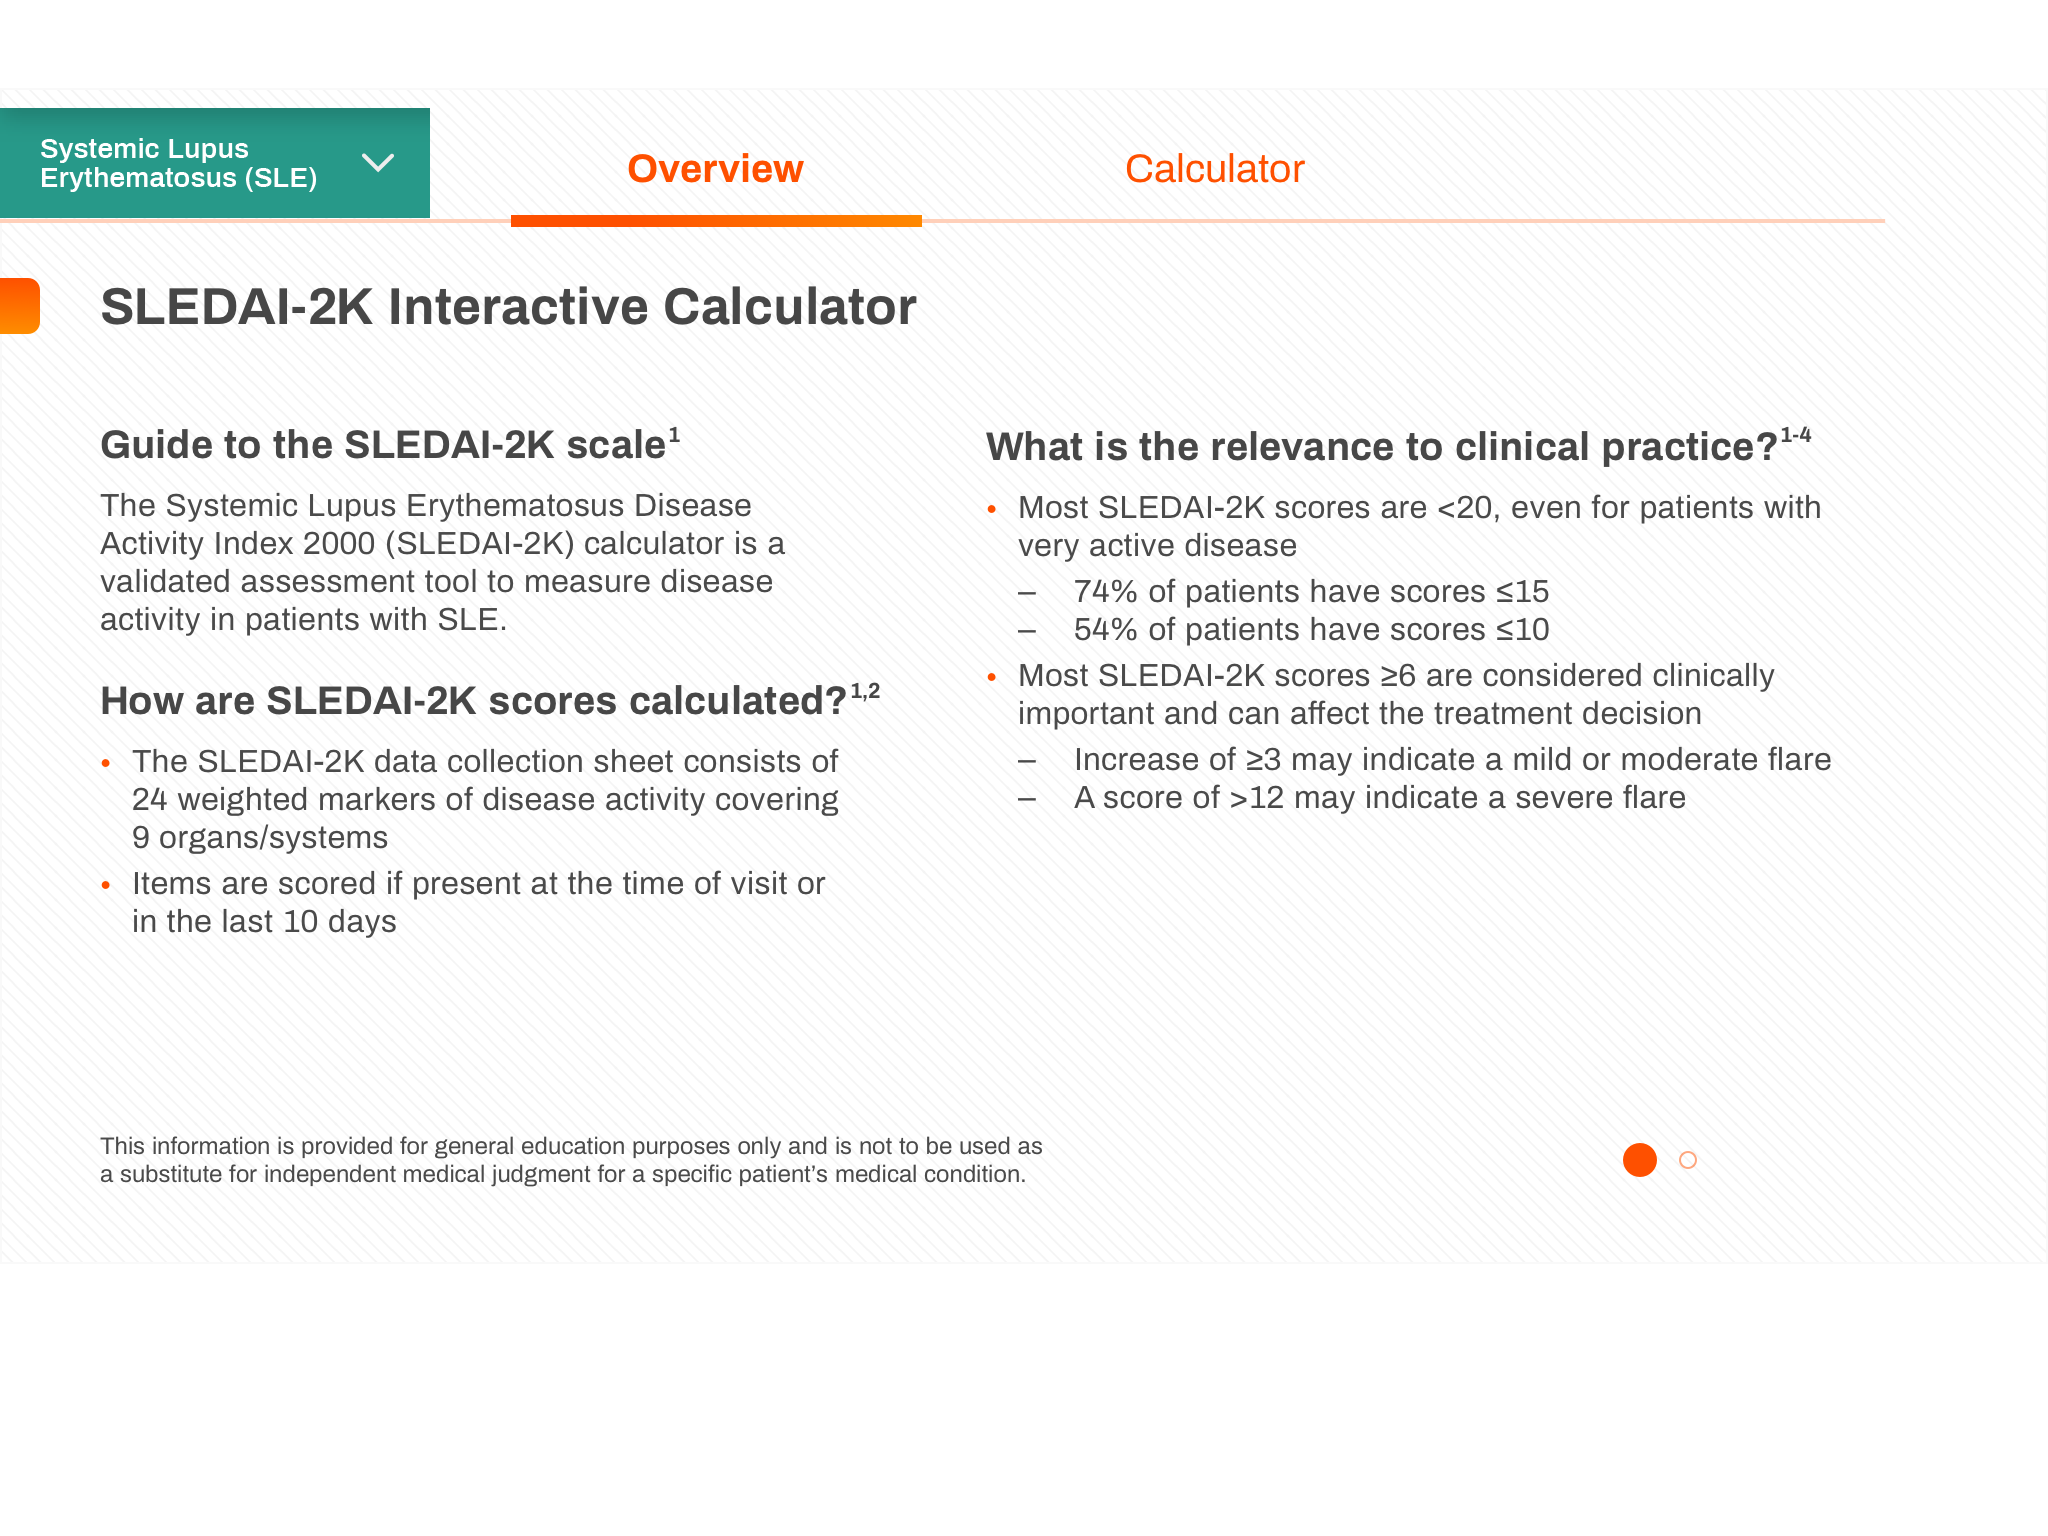 Systemic Lupus
Erythematosus (SLE)
Overview
Calculator
SLEDAI-2K Interactive Calculator
Guide to the SLEDAI-2K scale1
The Systemic Lupus Erythematosus Disease
Activity Index 2000 (SLEDAI-2K) calculator is a
validated assessment tool to measure disease
activity in patients with SLE.
How are SLEDAI-2K scores calculated?1,2
• The SLEDAI-2K data collection sheet consists of
24 weighted markers of disease activity covering
9 organs/systems
• Items are scored if present at the time of visit or
in the last 10 days
What is the relevance to clinical practice?1-4
• Most SLEDAI-2K scores are <20, even for patients with
very active disease
– 74% of patients have scores ≤15
– 54% of patients have scores ≤10
• Most SLEDAI-2K scores ≥6 are considered clinically
important and can affect the treatment decision
– Increase of ≥3 may indicate a mild or moderate flare
– A score of >12 may indicate a severe flare
This information is provided for general education purposes only and is not to be used as
a substitute for independent medical judgment for a specific patient’s medical condition.